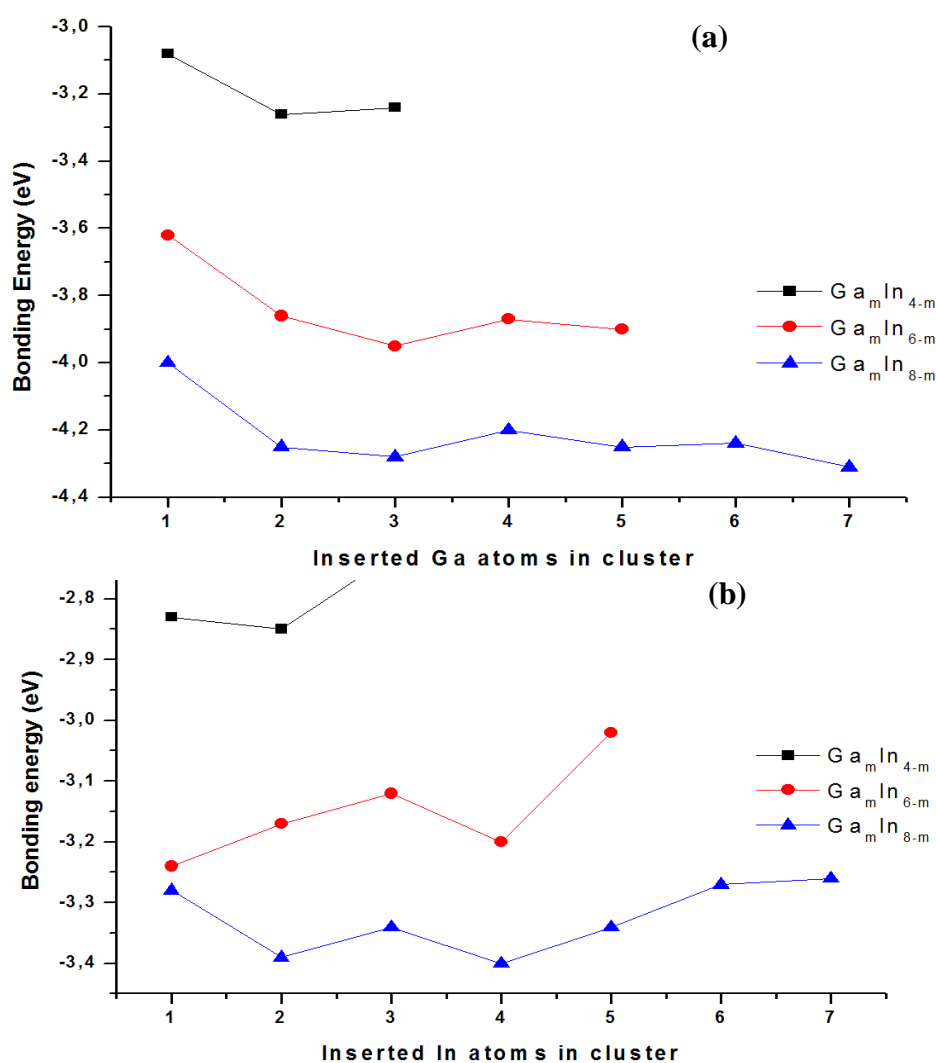 (a)
Bonding Energy (eV)
-3,0
-3,2
-3,4
-3,6
-3,8
-4,0
-4,2
-4,4
1 2 3 4 5 6 7
Inserted Ga atoms in cluster
GamIn4-m
GamIn6-m
GamIn8-m
(b)
Bonding energy (eV)
-2,8
-2,9
-3,0
-3,1
-3,2
-3,3
-3,4
1 2 3 4 5 6 7
Inserted In atoms in cluster
GamIn4-m
GamIn6-m
GamIn8-m